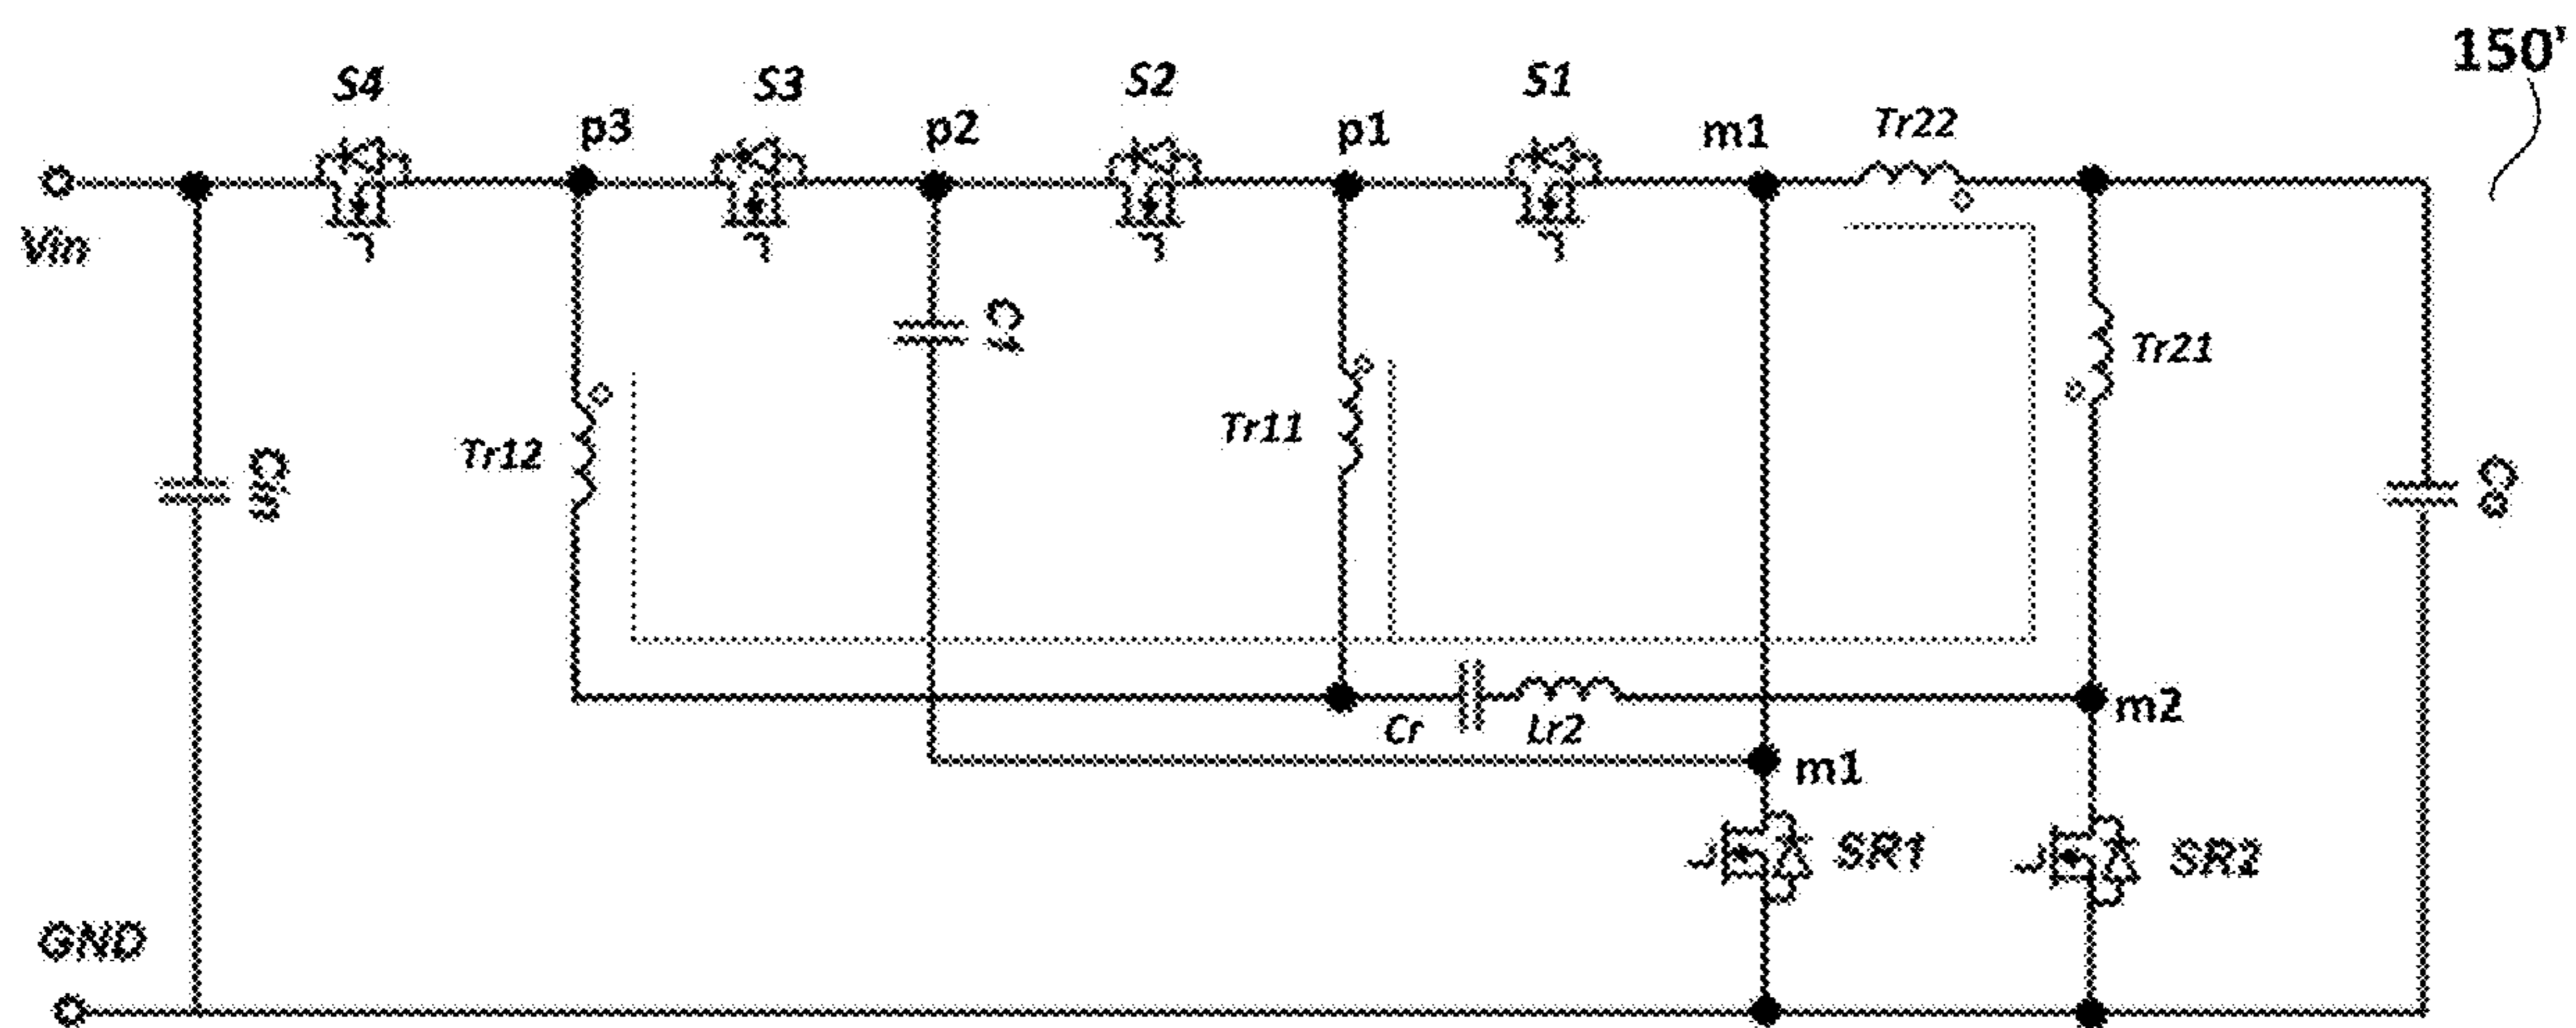 150'
S4
S3
S2
S1
p3
p2
p1
m1
Tr22
Vin
Tr21
Tr11
Tr12
Cin
Cr
Lr2
m2
m1
SR1
SR2
GND